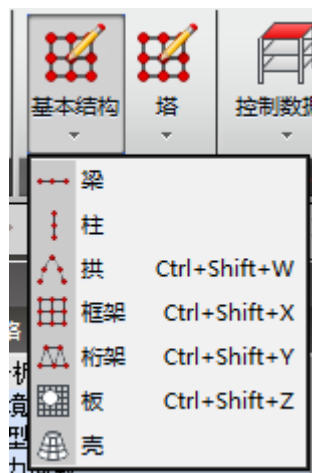 基本结构 塔 控制数据
梁
柱
拱 Ctrl+Shift+W
框架 Ctrl+Shift+X
桁架 Ctrl+Shift+Y
板 Ctrl+Shift+Z
壳